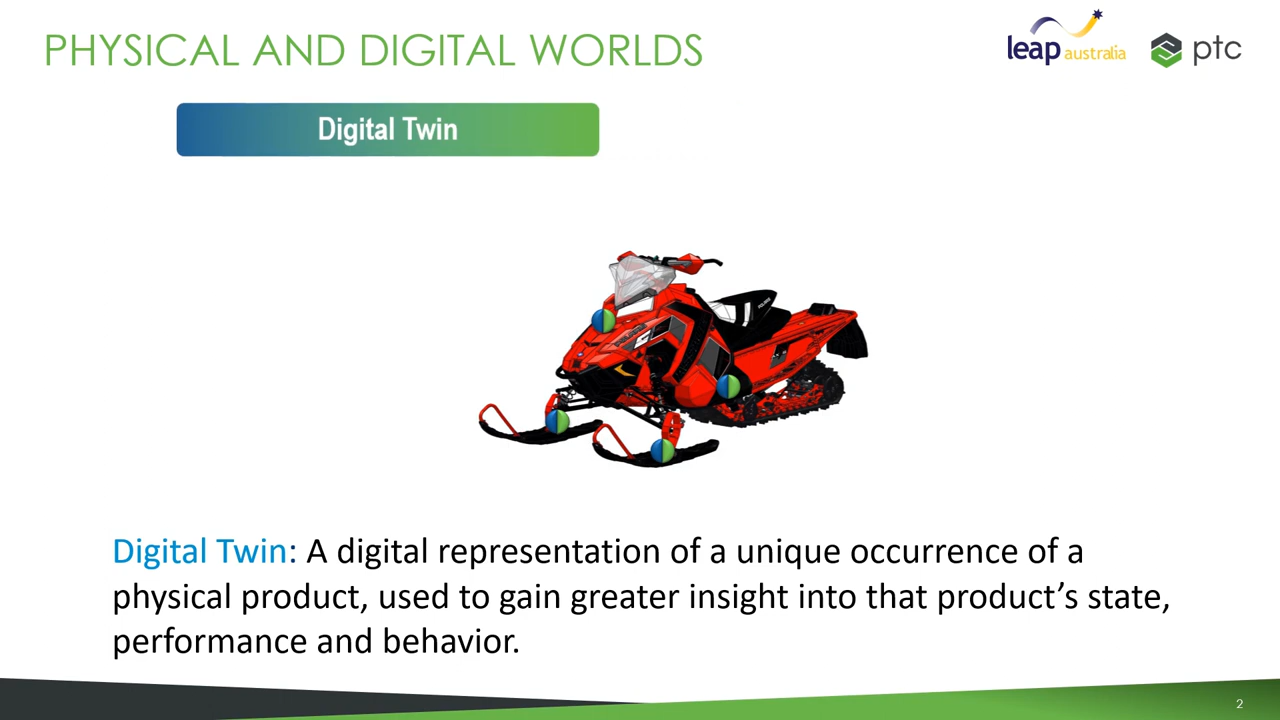 PHYSICAL AND DIGITAL WORLDS
leap australia
ptc
Digital Twin
POLARIS
Digital Twin: A digital representation of a unique occurrence of a
physical product, used to gain greater insight into that product’s state,
performance and behavior.
2